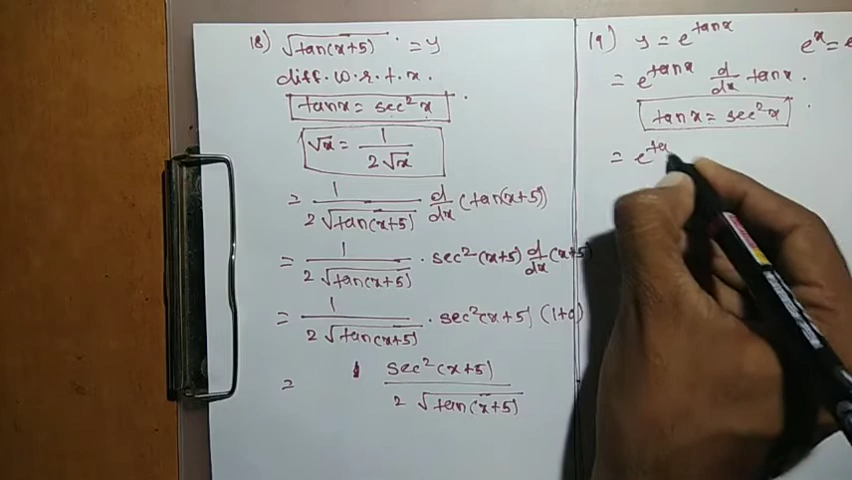 18) √tan(x+5) = y
diff. w.r.t. x.
tanx = sec²x
√x = 1/2√x
= 1/2√tan(x+5) d/dx (tan(x+5))
= 1/2√tan(x+5) · sec²(x+5) d/dx (x+5)
= 1/2√tan(x+5) · sec²(x+5) (1+0)
= sec²(x+5)/2√tan(x+5)
19) y = e^tanx e^x = e
= e^tanx d/dx tanx.
tanx = sec²x
= e^ta